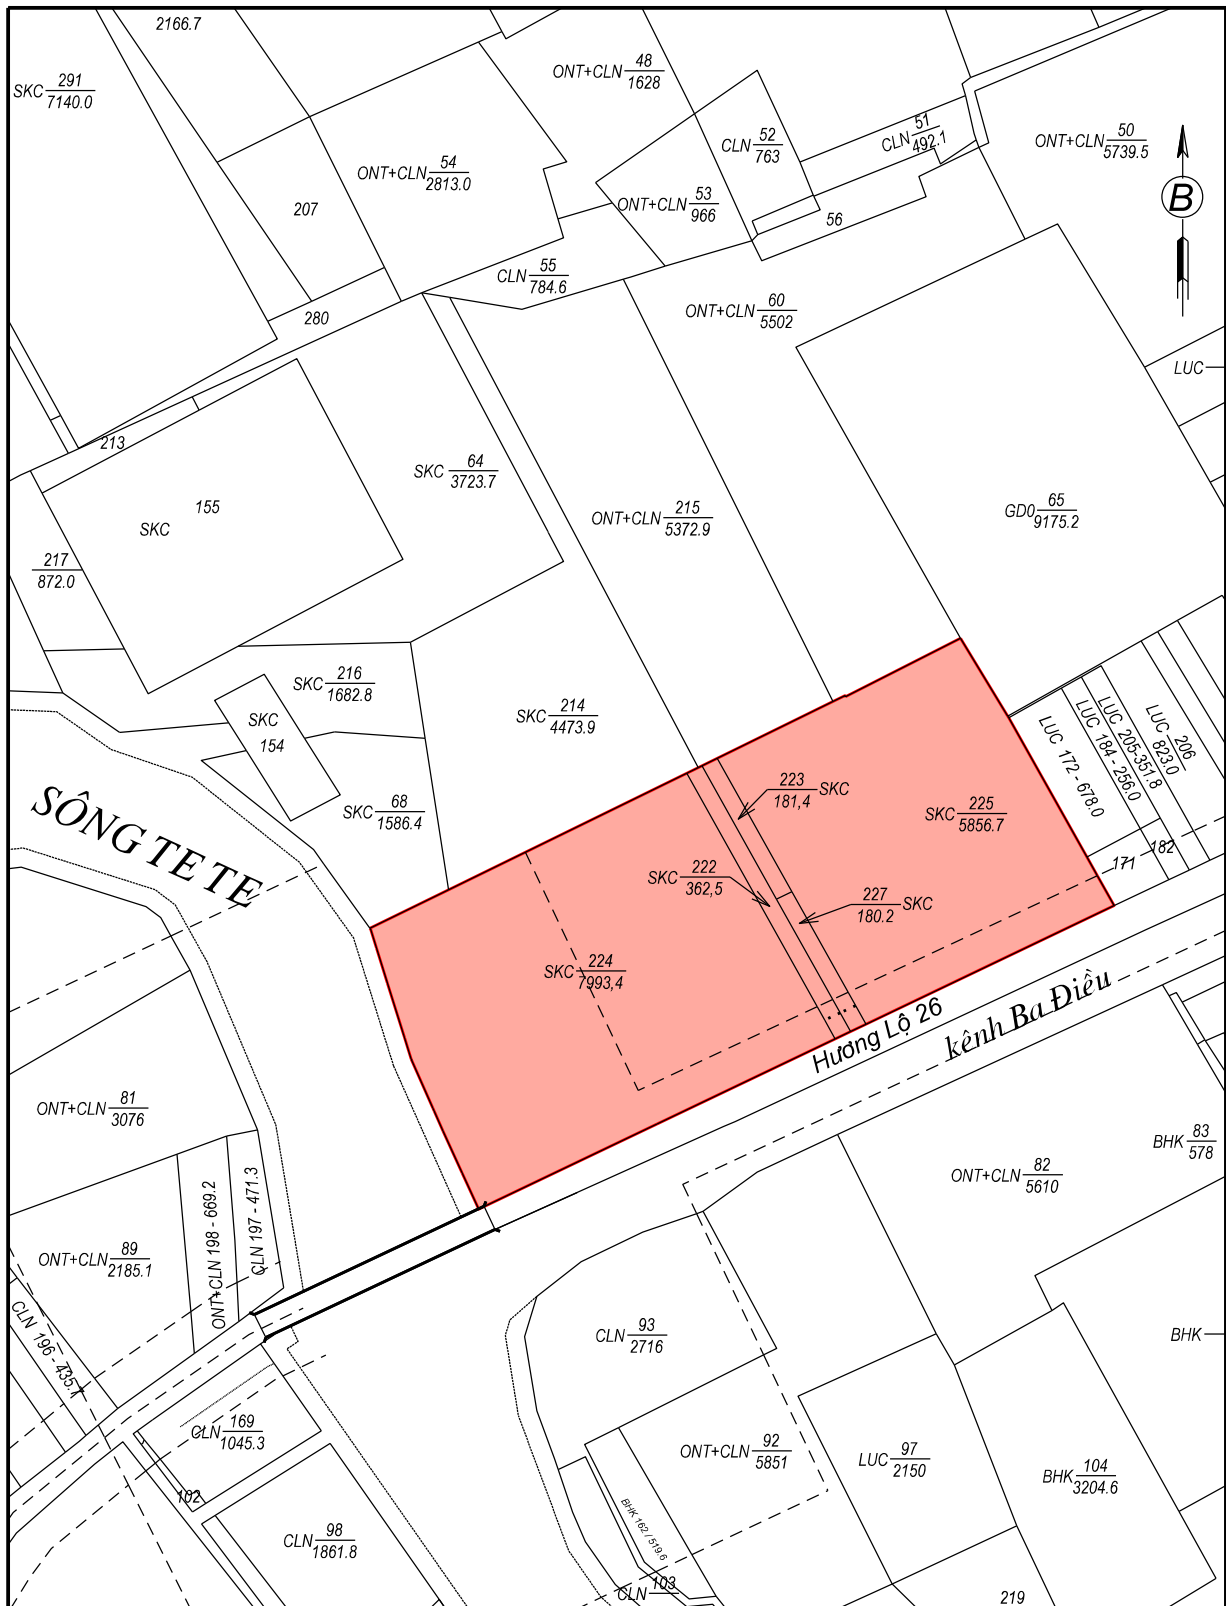 2166.7
SKC 291
7140.0
ONT+CLN 48
1628
CLN 52
763
CLN 51
492.1
ONT+CLN 50
5739.5
B
ONT+CLN 54
2813.0
207
ONT+CLN 53
966
56
CLN 55
784.6
280
ONT+CLN 60
5502
LUC
213
SKC 64
3723.7
155
SKC
ONT+CLN 215
5372.9
GD0 65
9175.2
217
872.0
SKC 216
1682.8
SKC
154
SKC 214
4473.9
LUC 172 - 678.0
LUC 184 - 256.0
LUC 205-351.8
LUC 206
823.0
SKC 68
1586.4
223 SKC
181,4
SKC 225
5856.7
SÔNG TE TE
SKC 222
362,5
227 SKC
180.2
171
182
SKC 224
7993,4
Hương Lộ 26
kênh Ba Điều
ONT+CLN 81
3076
BHK 83
578
ONT+CLN 82
5610
ONT+CLN 198 - 669.2
CLN 197 - 471.3
ONT+CLN 89
2185.1
CLN 196 - 435.7
CLN 93
2716
BHK
CLN 169
1045.3
ONT+CLN 92
5851
LUC 97
2150
BHK 104
3204.6
102
BHK 162 / 519.6
CLN 98
1861.8
CLN 103
219